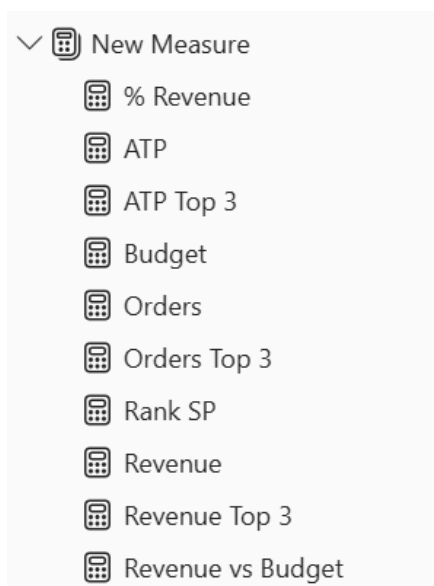 New Measure
% Revenue
ATP
ATP Top 3
Budget
Orders
Orders Top 3
Rank SP
Revenue
Revenue Top 3
Revenue vs Budget